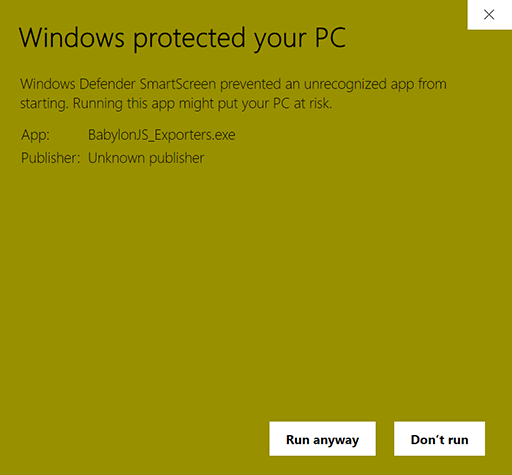 Windows protected your PC
Windows Defender SmartScreen prevented an unrecognized app from
starting. Running this app might put your PC at risk.
App: BabylonJS_Exporters.exe
Publisher: Unknown publisher
Run anyway Don't run